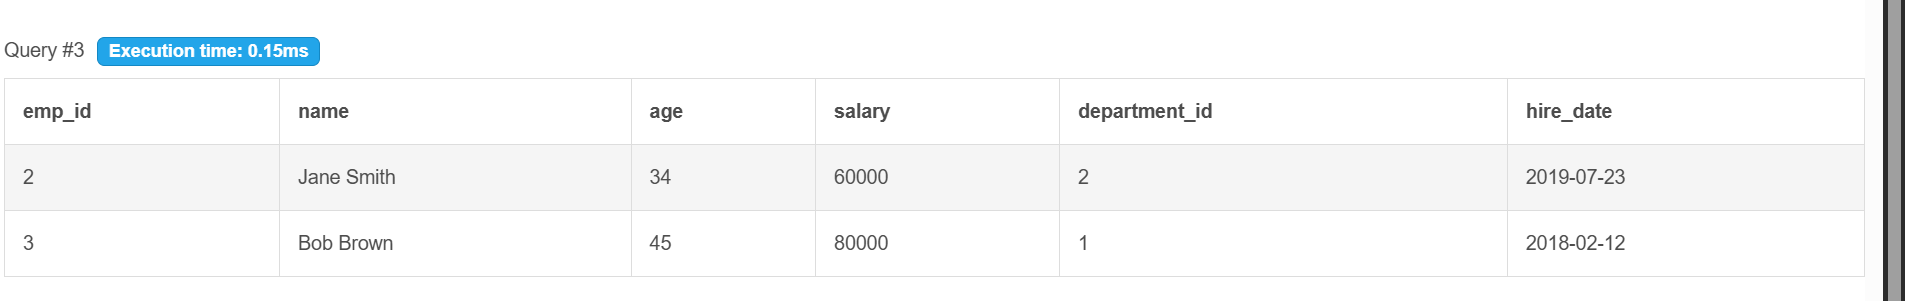 Query #3 Execution time: 0.15ms
emp_id name age salary department_id hire_date
2 Jane Smith 34 60000 2 2019-07-23
3 Bob Brown 45 80000 1 2018-02-12